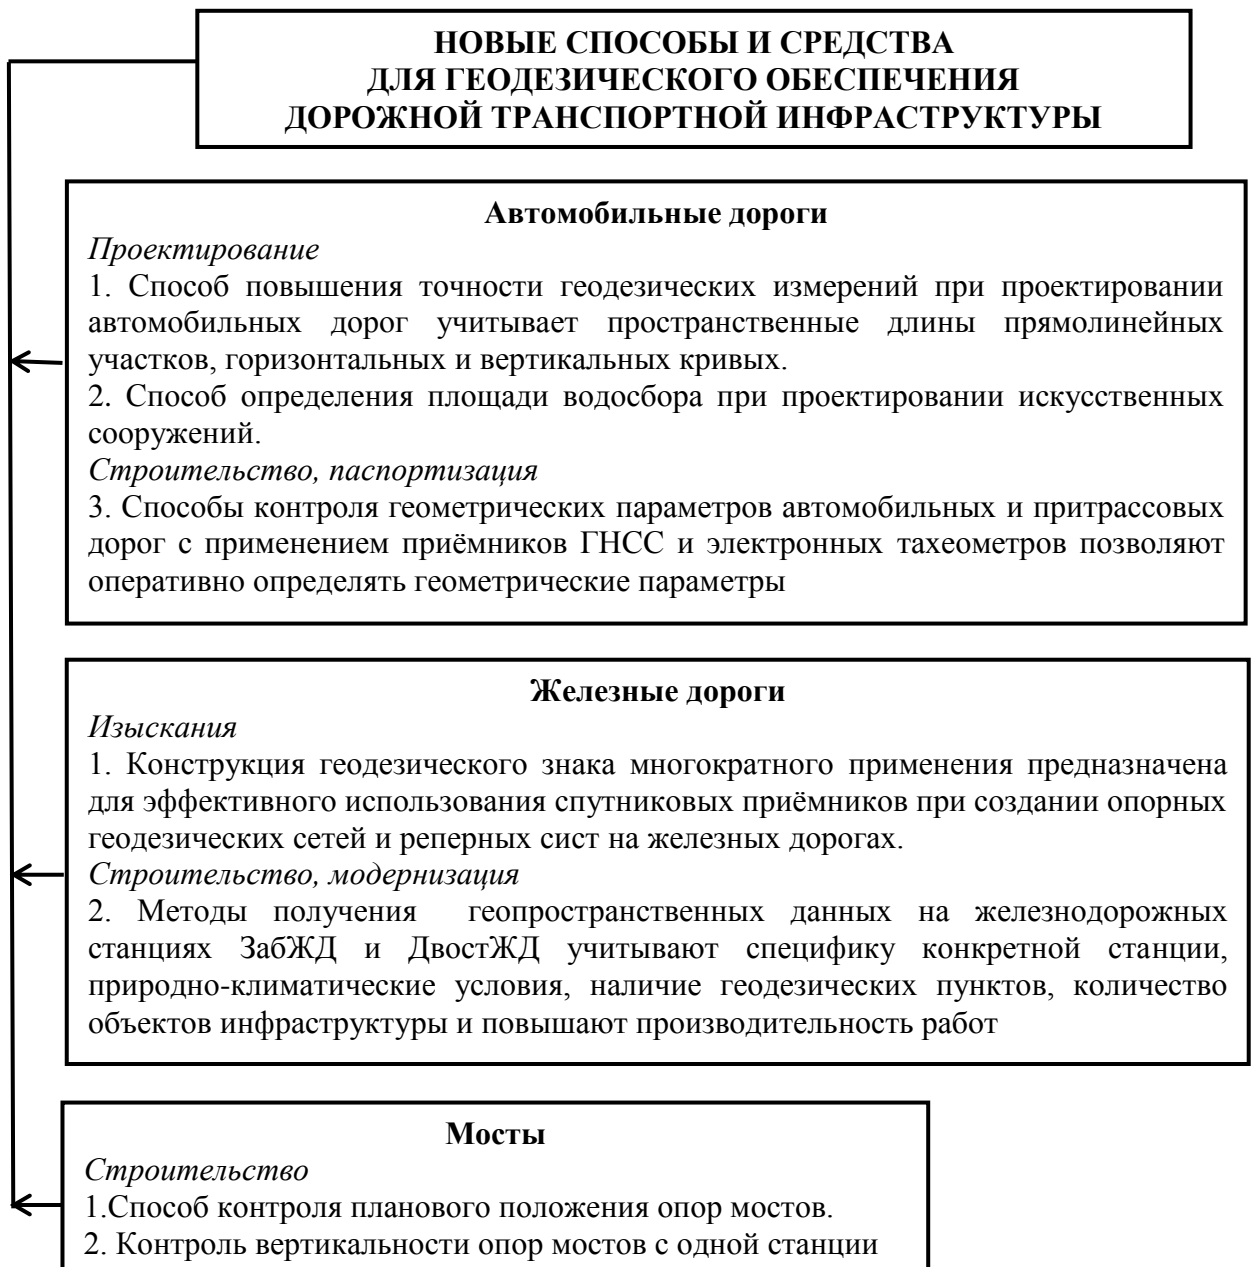 НОВЫЕ СПОСОБЫ И СРЕДСТВА
ДЛЯ ГЕОДЕЗИЧЕСКОГО ОБЕСПЕЧЕНИЯ
ДОРОЖНОЙ ТРАНСПОРТНОЙ ИНФРАСТРУКТУРЫ
Автомобильные дороги
Проектирование
1. Способ повышения точности геодезических измерений при проектировании
автомобильных дорог учитывает пространственные длины прямолинейных
участков, горизонтальных и вертикальных кривых.
2. Способ определения площади водосбора при проектировании искусственных
сооружений.
Строительство, паспортизация
3. Способы контроля геометрических параметров автомобильных и притрассовых
дорог с применением приёмников ГНСС и электронных тахеометров позволяют
оперативно определять геометрические параметры
Железные дороги
Изыскания
1. Конструкция геодезического знака многократного применения предназначена
для эффективного использования спутниковых приёмников при создании опорных
геодезических сетей и реперных сист на железных дорогах.
Строительство, модернизация
2. Методы получения геопространственных данных на железнодорожных
станциях ЗабЖД и ДвостЖД учитывают специфику конкретной станции,
природно-климатические условия, наличие геодезических пунктов, количество
объектов инфраструктуры и повышают производительность работ
Мосты
Строительство
1.Способ контроля планового положения опор мостов.
2. Контроль вертикальности опор мостов с одной станции